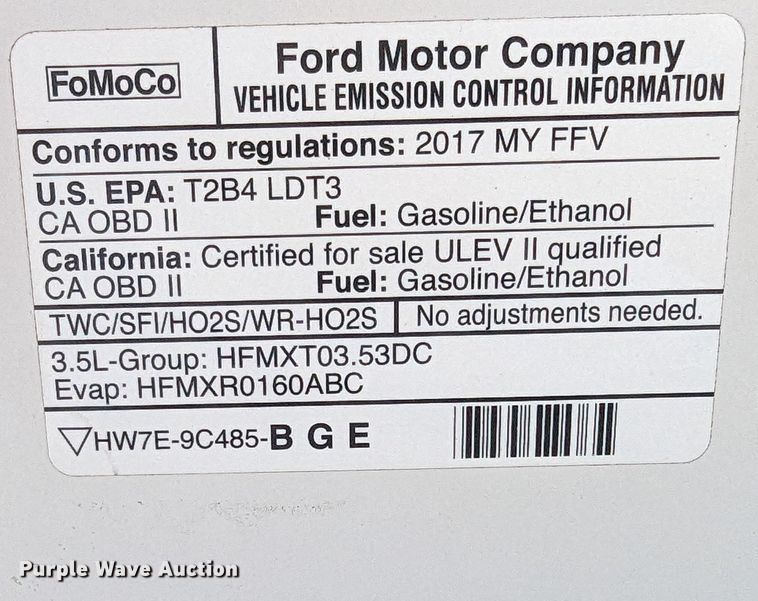 FoMoCo
Ford Motor Company
VEHICLE EMISSION CONTROL INFORMATION
Conforms to regulations: 2017 MY FFV
U.S. EPA: T2B4 LDT3
CA OBD II Fuel: Gasoline/Ethanol
California: Certified for sale ULEV II qualified
CA OBD II Fuel: Gasoline/Ethanol
TWC/SFI/HO2S/WR-HO2S No adjustments needed.
3.5L-Group: HFMXT03.53DC
Evap: HFMXR0160ABC
HW7E-9C485-B G E
Purple Wave Auction